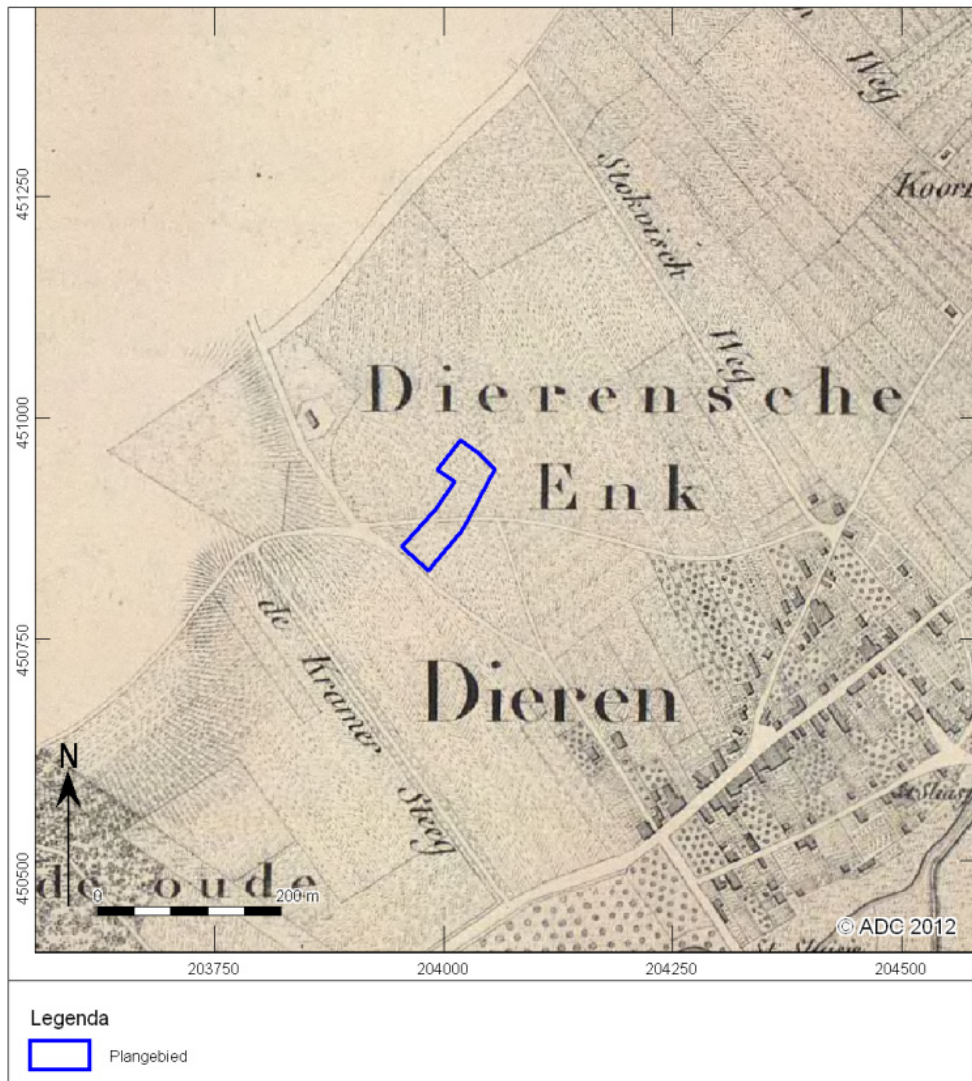 Weg
Koorn
451250
Stokvisch
Weg
Dierensche
451000
Enk
de
Kramer
Steeg
Dieren
450750
N
450500
de oude
0 200 m
© ADC 2012
203750 204000 204250 204500
Legenda
Plangebied